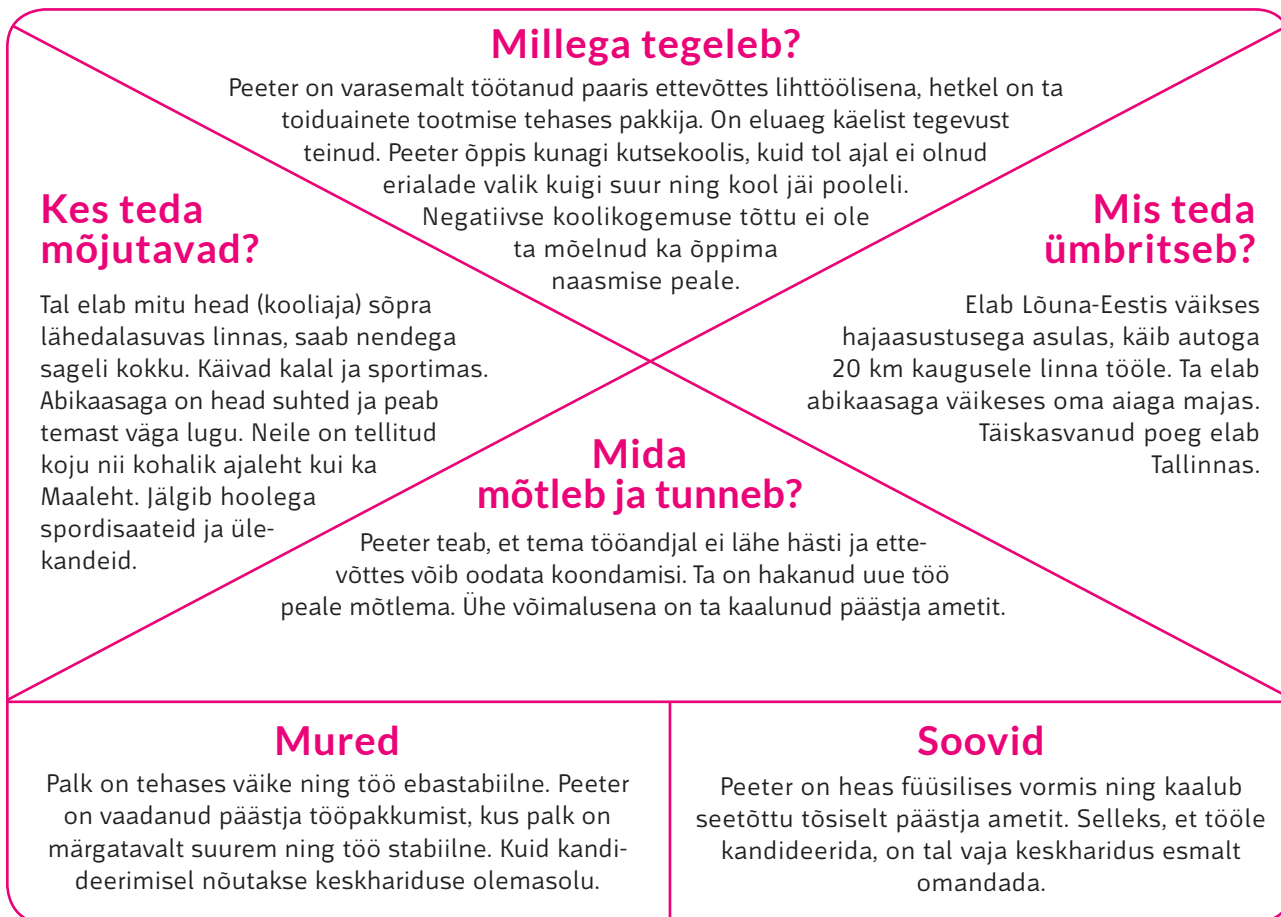 Millega tegeleb?
Peeter on varasemalt töötanud paaris ettevõttes lihttöölisena, hetkel on ta
toiduainete tootmise tehases pakkija. On eluaeg käelist tegevust
teinud. Peeter õppis kunagi kutsekoolis, kuid tol ajal ei olnud
erialade valik kuigi suur ning kool jäi pooleli.
Negatiivse koolikogemuse tõttu ei ole
ta mõelnud ka õppima
naasmise peale.
Kes teda
mõjutavad?
Tal elab mitu head (kooliaja) sõpra
lähedalasuvas linnas, saab nendega
sageli kokku. Käivad kalal ja sportimas.
Abikaasaga on head suhted ja peab
temast väga lugu. Neile on tellitud
koju nii kohalik ajaleht kui ka
Maaleht. Jälgib hoolega
spordisaateid ja üle-
kandeid.
Mis teda
ümbritseb?
Elab Lõuna-Eestis väikses
hajaasustusega asulas, käib autoga
20 km kaugusele linna tööle. Ta elab
abikaasaga väikeses oma aiaga majas.
Täiskasvanud poeg elab
Tallinnas.
Mida
mõtleb ja tunneb?
Peeter teab, et tema tööandjal ei lähe hästi ja ette-
võttes võib oodata koondamisi. Ta on hakanud uue töö
peale mõtlema. Ühe võimalusena on ta kaalunud päästja ametit.
Mured
Palk on tehases väike ning töö ebastabiilne. Peeter
on vaadanud päästja tööpakkumist, kus palk on
märgatavalt suurem ning töö stabiilne. Kuid kandi-
deerimisel nõutakse keskhariduse olemasolu.
Soovid
Peeter on heas füüsilises vormis ning kaalub
seetõttu tõsiselt päästja ametit. Selleks, et tööle
kandideerida, on tal vaja keskharidus esmalt
omandada.